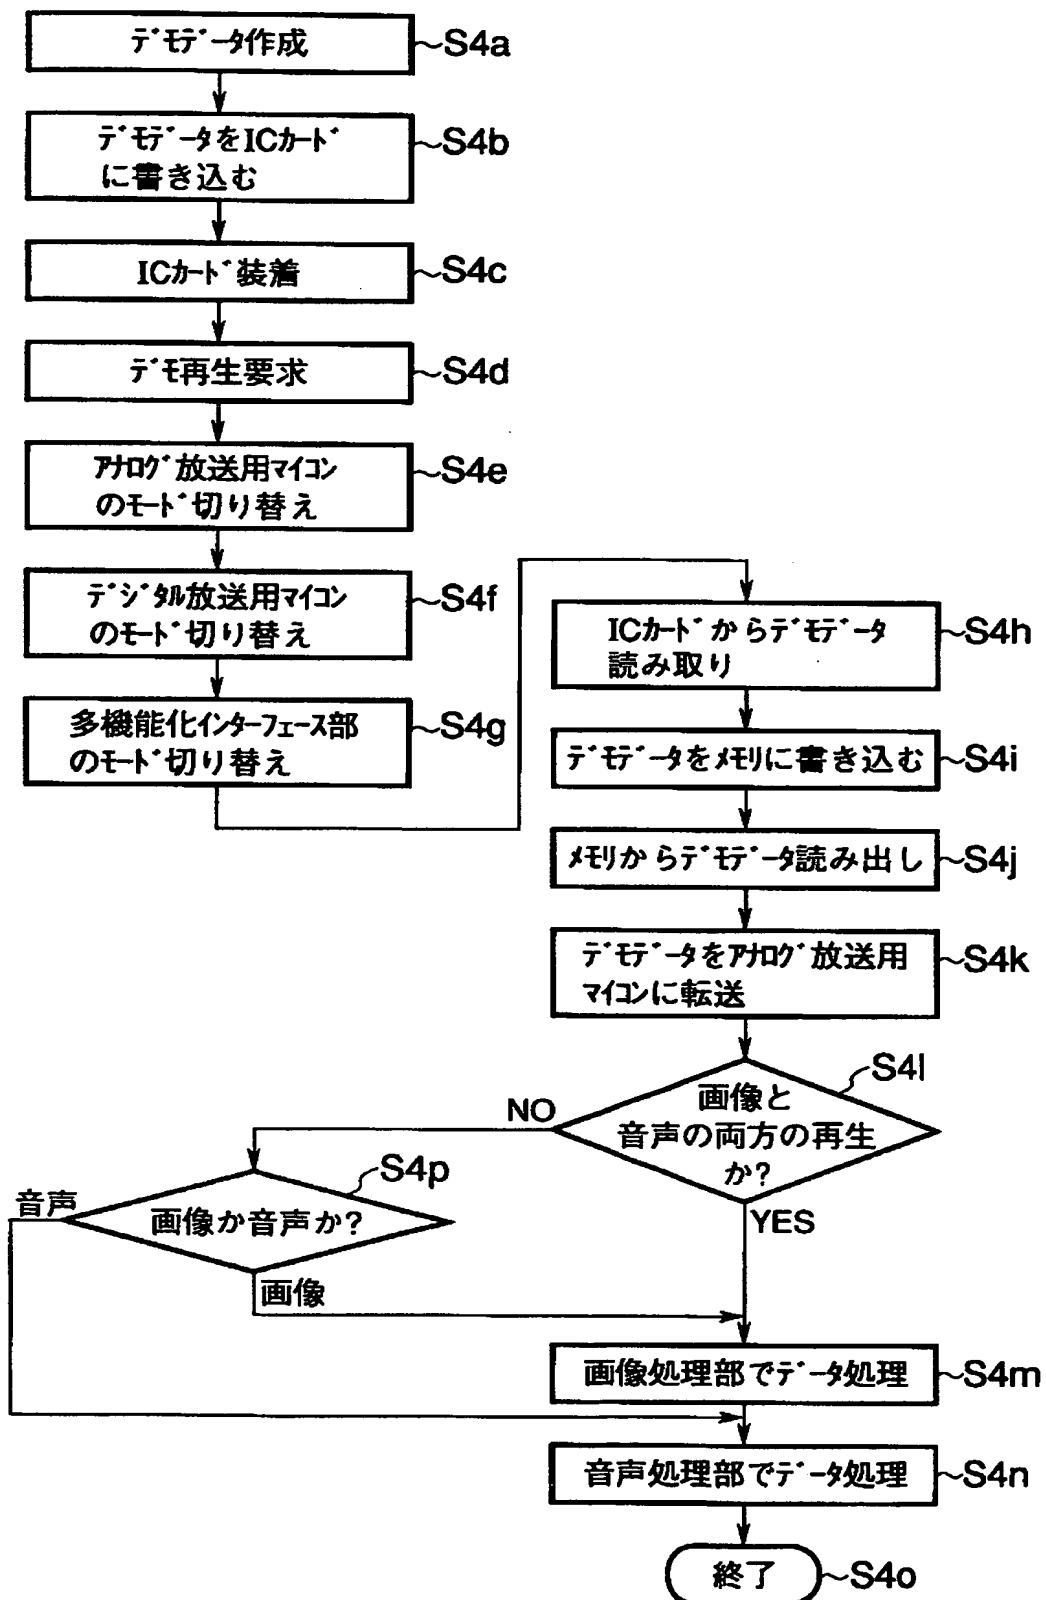 デモデータ作成
S4a
デモデータをICカード
に書き込む
S4b
ICカード装着
S4c
デモ再生要求
S4d
アナログ放送用マイコン
のモード切り替え
S4e
デジタル放送用マイコン
のモード切り替え
S4f
多機能化インターフェース部
のモード切り替え
S4g
ICカードからデモデータ
読み取り
S4h
デモデータをメモリに書き込む
S4i
メモリからデモデータ読み出し
S4j
デモデータをアナログ放送用
マイコンに転送
S4k
画像と
音声の両方の再生
か?
S4l
NO
YES
画像か音声か?
S4p
音声
画像
画像処理部でデータ処理
S4m
音声処理部でデータ処理
S4n
終了
S4o